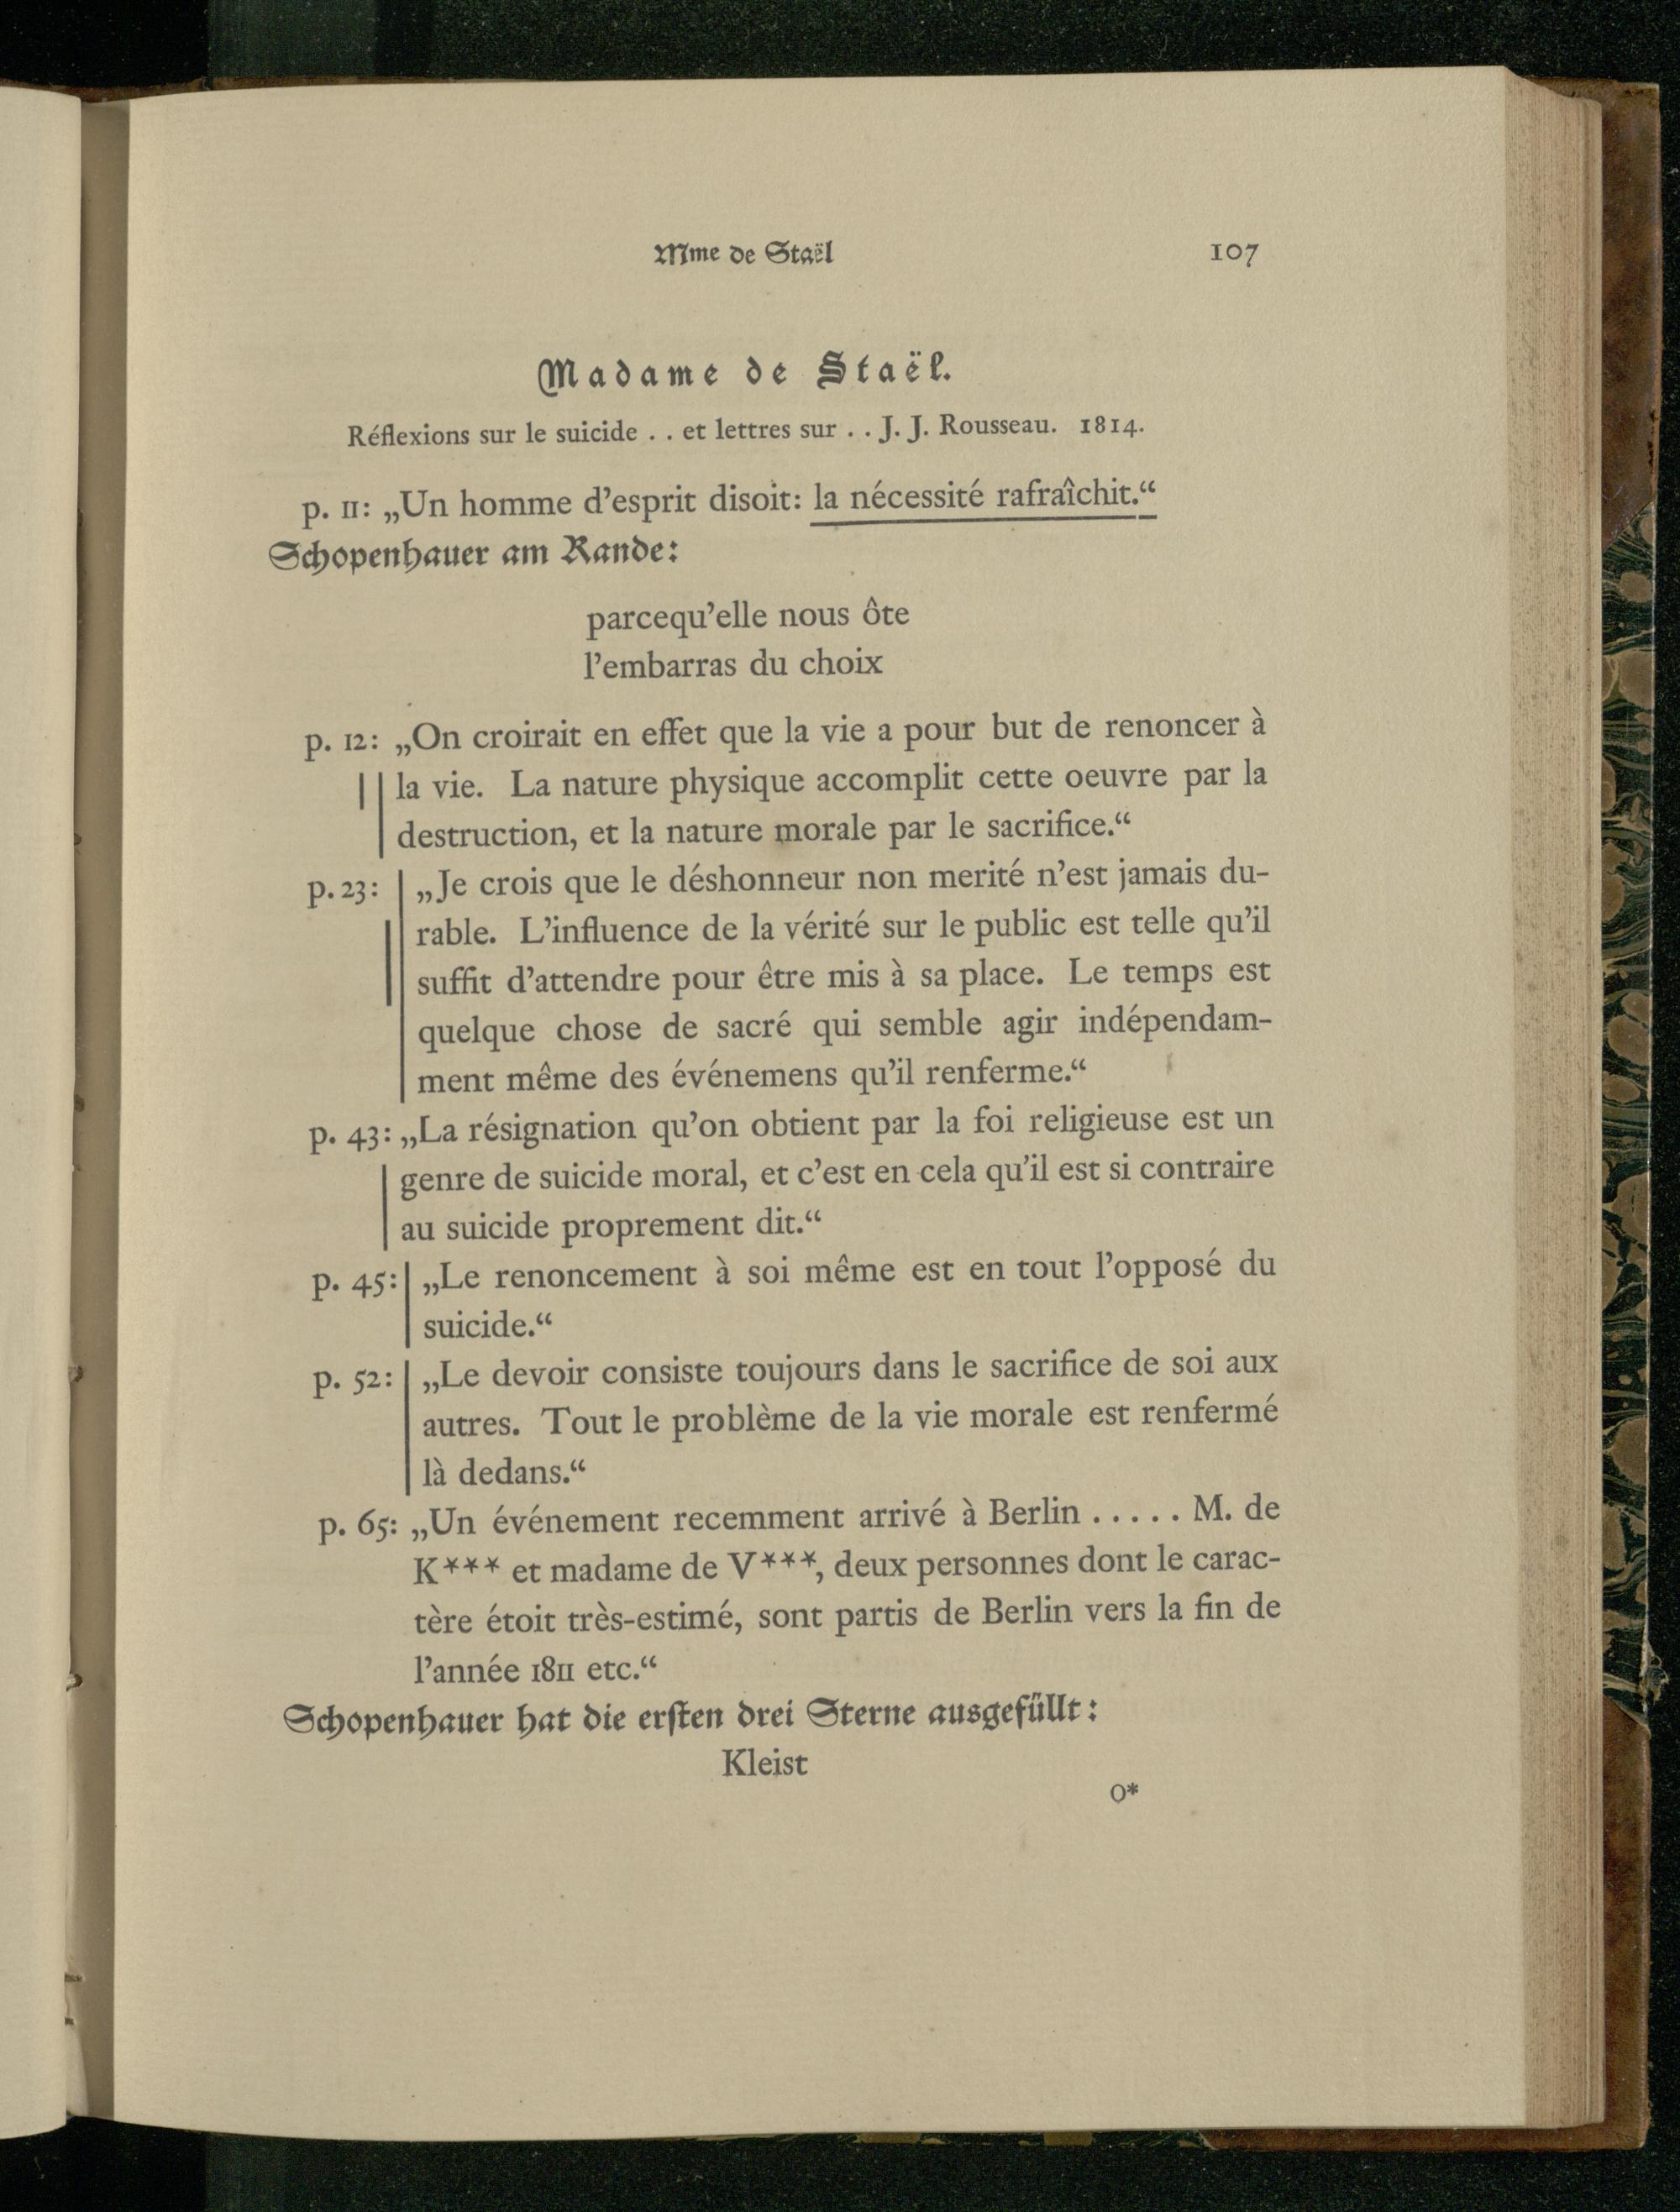 Mme de Staël 107
Madame de Staël.
Réflexions sur le suicide . . et lettres sur . . J. J. Rousseau. 1814.
p. 11: „Un homme d'esprit disoit: la nécessité rafraîchit.“
Schopenhauer am Rande:
parcequ'elle nous ôte
l'embarras du choix
p. 12: „On croirait en effet que la vie a pour but de renoncer à
la vie. La nature physique accomplit cette oeuvre par la
destruction, et la nature morale par le sacrifice.“
p. 23: „Je crois que le déshonneur non merité n'est jamais du-
rable. L'influence de la vérité sur le public est telle qu'il
suffit d'attendre pour être mis à sa place. Le temps est
quelque chose de sacré qui semble agir indépendam-
ment même des événemens qu'il renferme.“
p. 43: „La résignation qu'on obtient par la foi religieuse est un
genre de suicide moral, et c'est en cela qu'il est si contraire
au suicide proprement dit.“
p. 45: „Le renoncement à soi même est en tout l'opposé du
suicide.“
p. 52: „Le devoir consiste toujours dans le sacrifice de soi aux
autres. Tout le problème de la vie morale est renfermé
là dedans.“
p. 65: „Un événement recemment arrivé à Berlin . . . . . M. de
K*** et madame de V***, deux personnes dont le carac-
tère étoit très-estimé, sont partis de Berlin vers la fin de
l'année 1811 etc.“
Schopenhauer hat die ersten drei Sterne ausgefüllt:
Kleist
O*